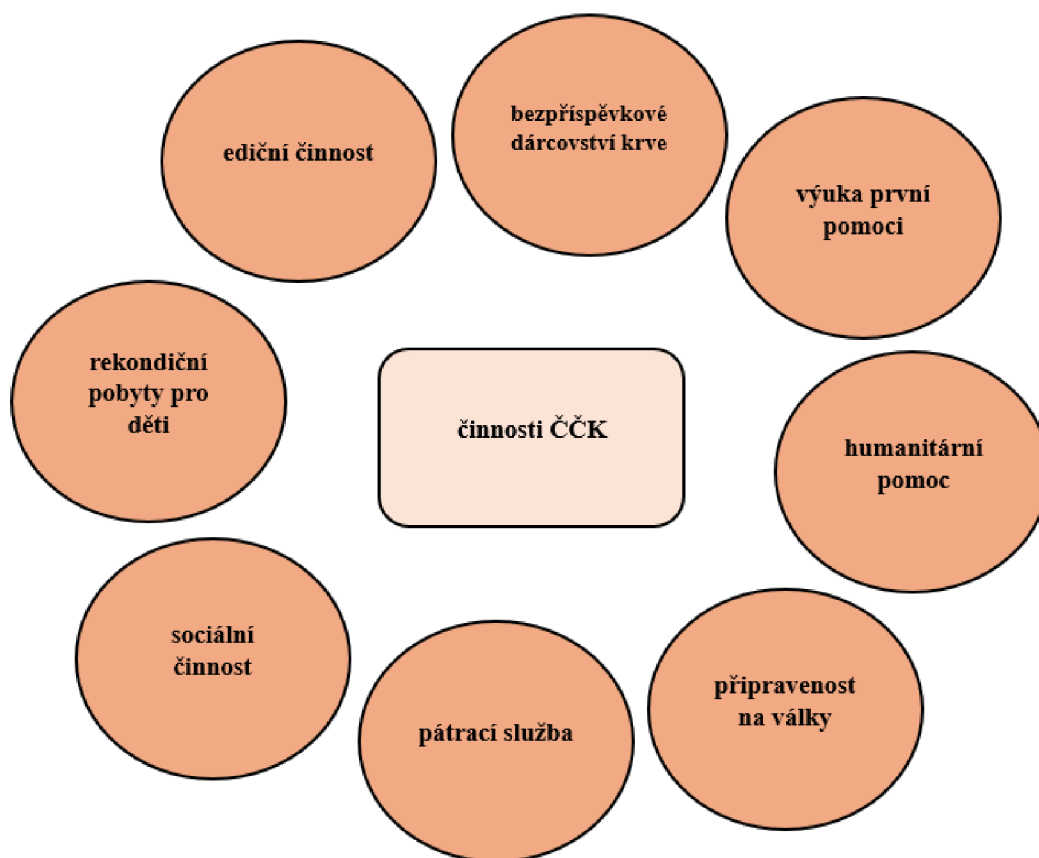 ediční činnost
bezpříspěvkové
dárcovství krve
výuka první
pomoci
rekondiční
pobyty pro
děti
činnosti ČČK
humanitární
pomoc
sociální
činnost
pátrací služba
připravenost
na války